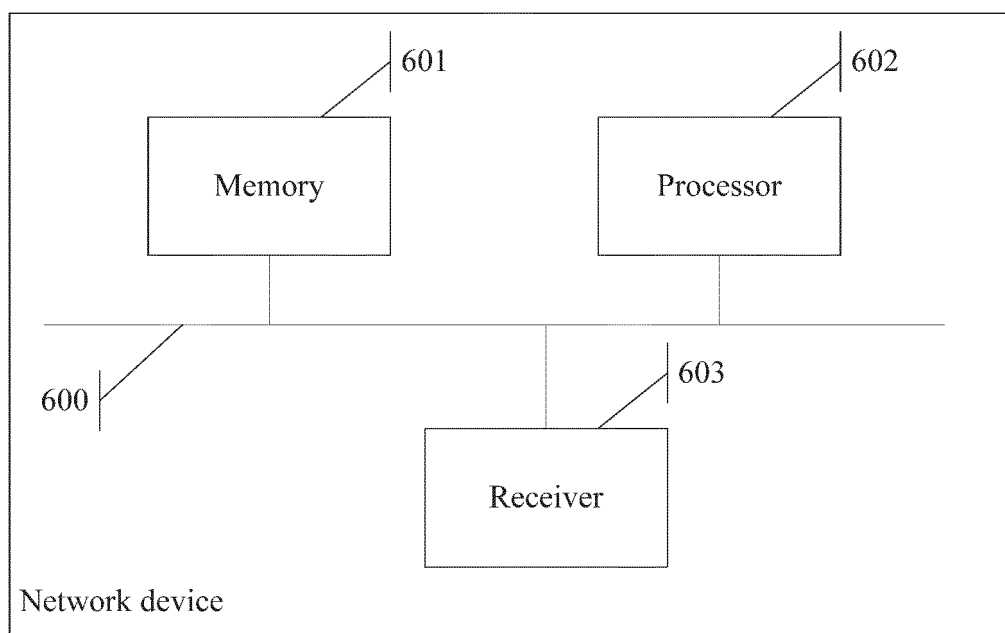 601
602
Memory
Processor
600
603
Receiver
Network device